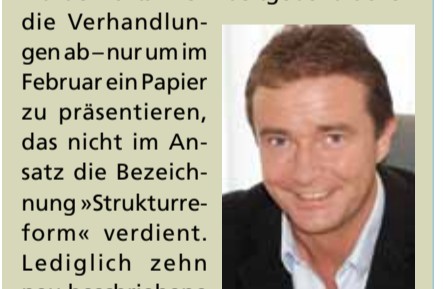 die Verhandlun-
gen ab – nur um im
Februar ein Papier
zu präsentieren,
das nicht im An-
satz die Bezeich-
nung »Strukturre-
form« verdient.
Lediglich zehn